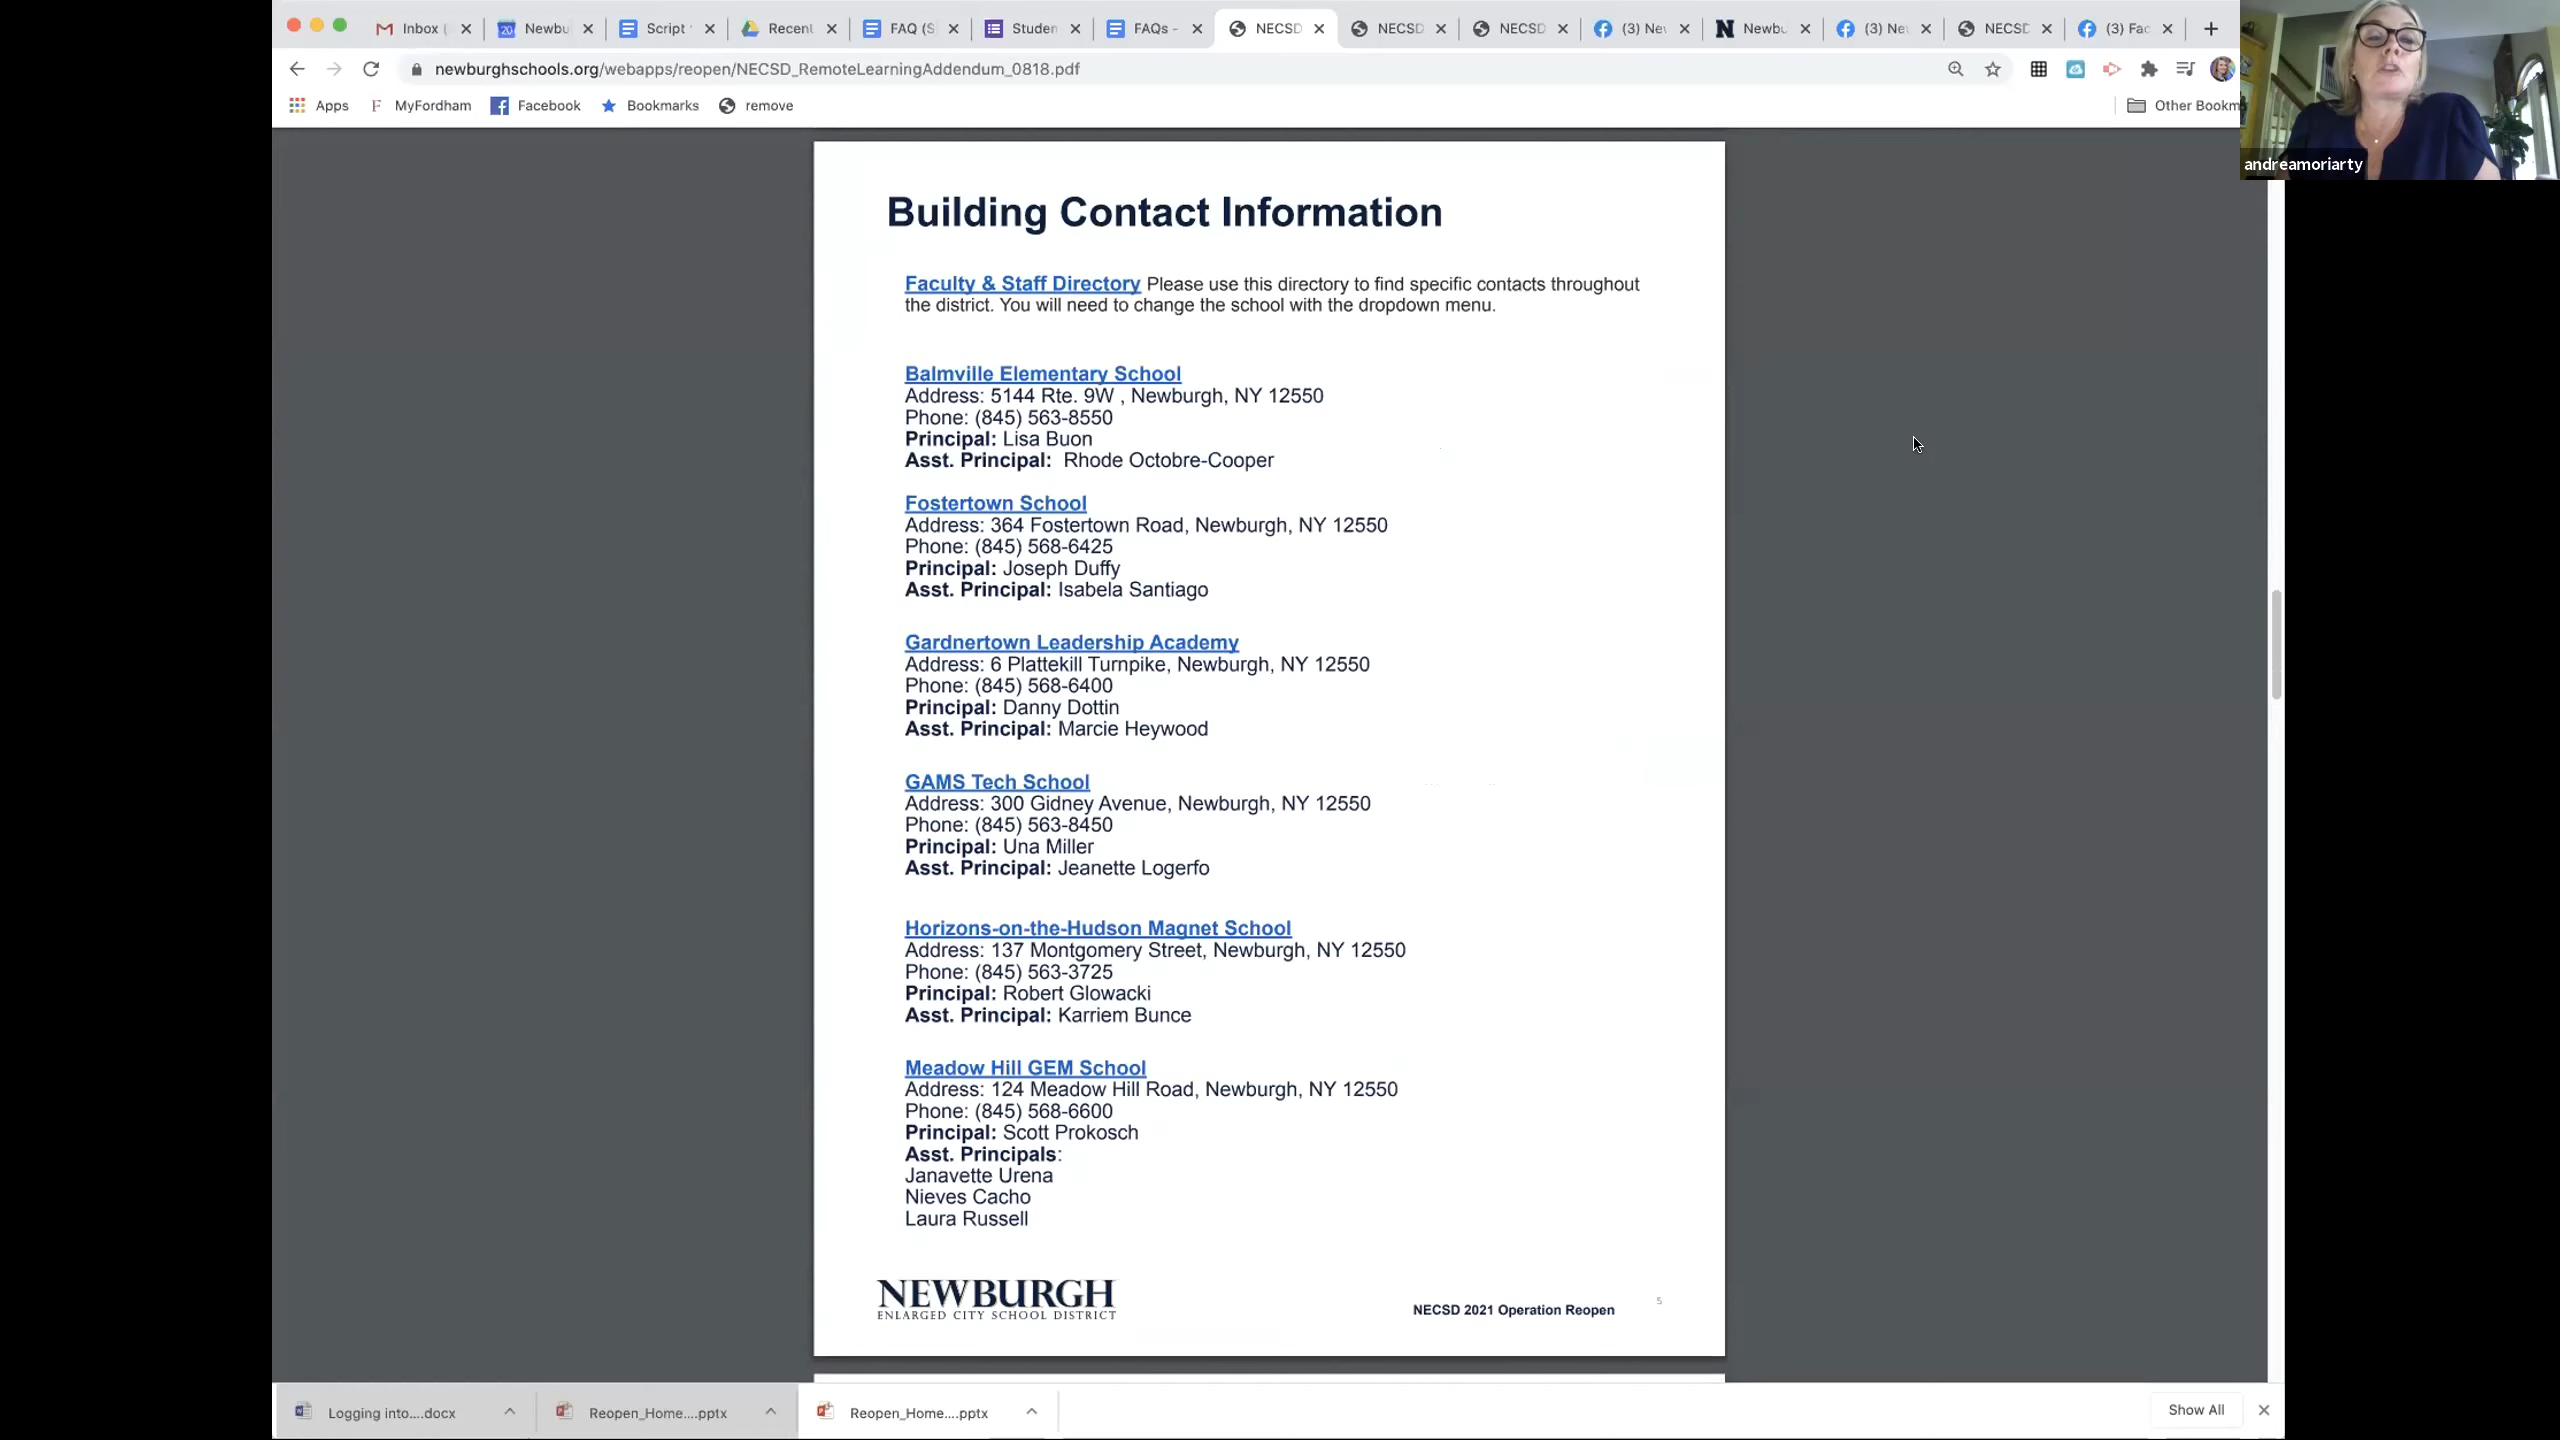 Inbox (
Newbu
Script
Recent
FAQ (S
Studen
FAQs -
NECSD
NECSD
NECSD
(3) Nev
Newbu
(3) Nev
NECSD
(3) Fac
newburghschools.org/webapps/reopen/NECSD_RemoteLearningAddendum_0818.pdf
Apps
MyFordham
Facebook
Bookmarks
remove
Other Bookm
andreamoriarty
Building Contact Information
Faculty & Staff Directory Please use this directory to find specific contacts throughout
the district. You will need to change the school with the dropdown menu.
Balmville Elementary School
Address: 5144 Rte. 9W , Newburgh, NY 12550
Phone: (845) 563-8550
Principal: Lisa Buon
Asst. Principal: Rhode Octobre-Cooper
Fostertown School
Address: 364 Fostertown Road, Newburgh, NY 12550
Phone: (845) 568-6425
Principal: Joseph Duffy
Asst. Principal: Isabela Santiago
Gardnertown Leadership Academy
Address: 6 Plattekill Turnpike, Newburgh, NY 12550
Phone: (845) 568-6400
Principal: Danny Dottin
Asst. Principal: Marcie Heywood
GAMS Tech School
Address: 300 Gidney Avenue, Newburgh, NY 12550
Phone: (845) 563-8450
Principal: Una Miller
Asst. Principal: Jeanette Logerfo
Horizons-on-the-Hudson Magnet School
Address: 137 Montgomery Street, Newburgh, NY 12550
Phone: (845) 563-3725
Principal: Robert Glowacki
Asst. Principal: Karriem Bunce
Meadow Hill GEM School
Address: 124 Meadow Hill Road, Newburgh, NY 12550
Phone: (845) 568-6600
Principal: Scott Prokosch
Asst. Principals:
Janavette Urena
Nieves Cacho
Laura Russell
NEWBURGH
ENLARGED CITY SCHOOL DISTRICT
NECSD 2021 Operation Reopen
5
Logging into....docx
Reopen_Home....pptx
Reopen_Home....pptx
Show All